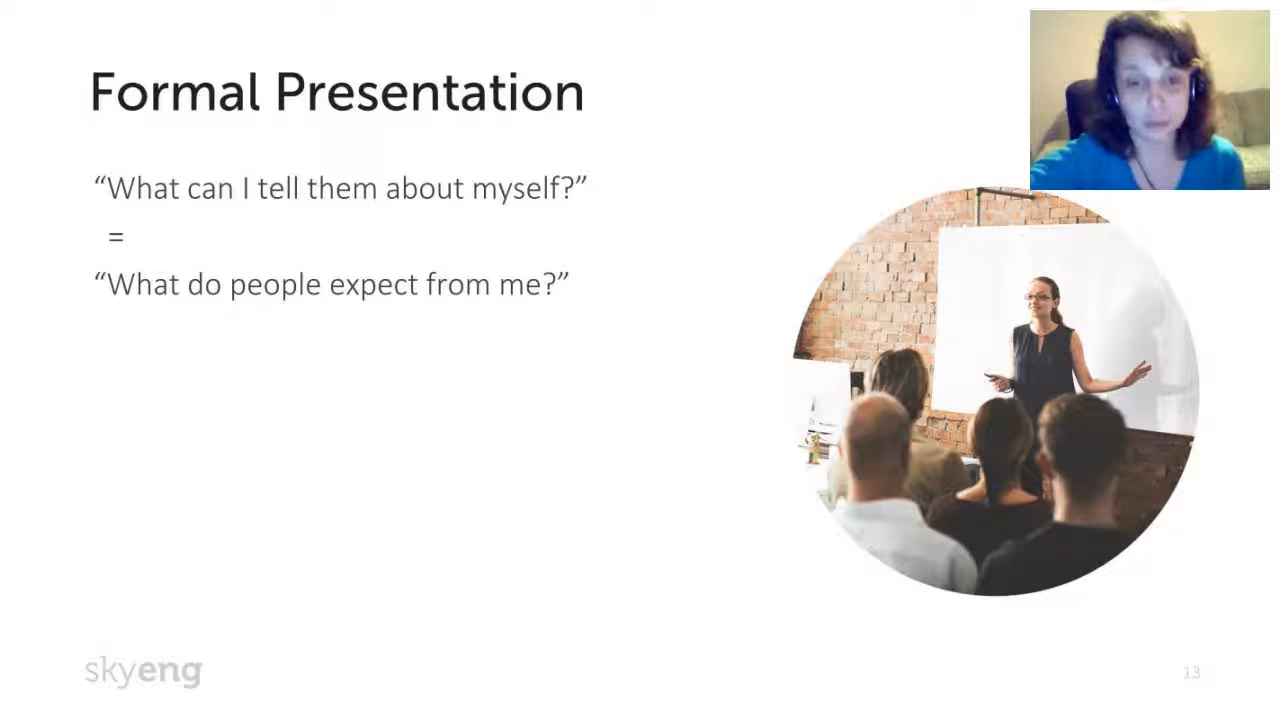 Formal Presentation
“What can I tell them about myself?”
=
“What do people expect from me?”
skyeng
13